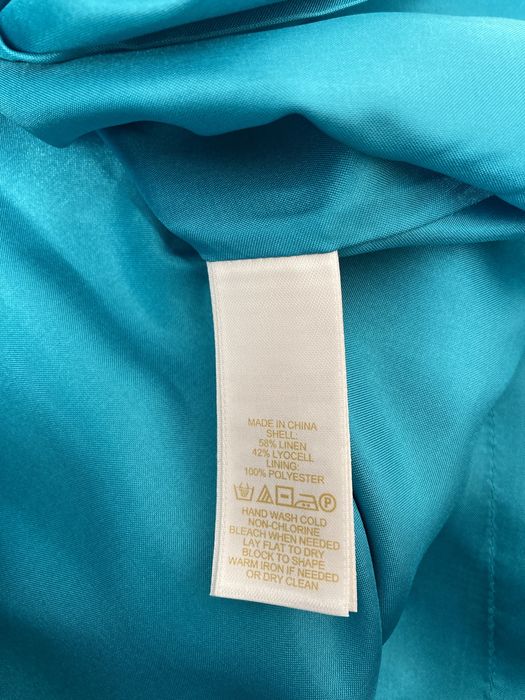 MADE IN CHINA
SHELL:
58% LINEN
42% LYOCELL
LINING:
100% POLYESTER
P
HAND WASH COLD
NON-CHLORINE
BLEACH WHEN NEEDED
LAY FLAT TO DRY
BLOCK TO SHAPE
WARM IRON IF NEEDED
OR DRY CLEAN